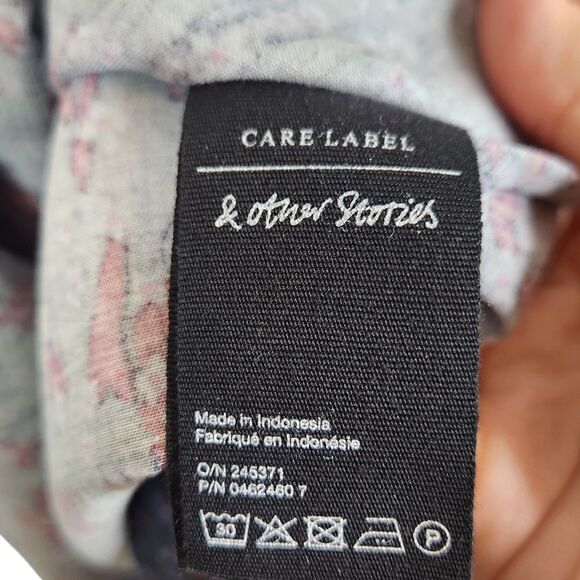 CARE LABEL
& other Stories
Made in Indonesia
Fabriqué en Indonésie
O/N 245371
P/N 0462460 7
30 P